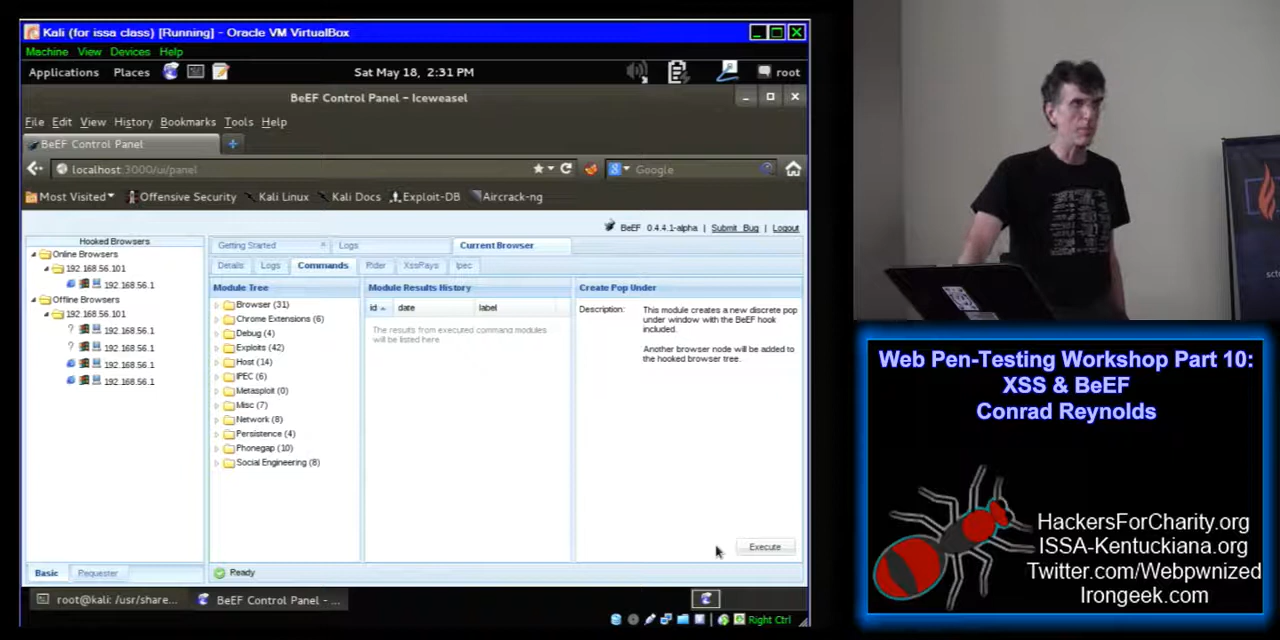 Kali (for issa class) [Running] - Oracle VM VirtualBox
Machine View Devices Help
Applications Places Sat May 18, 2:31 PM root
BeEF Control Panel - Iceweasel
File Edit View History Bookmarks Tools Help
BeEF Control Panel
localhost:3000/ui/panel Google
Most Visited Offensive Security Kali Linux Kali Docs Exploit-DB Aircrack-ng
BeEF 0.4.4.1-alpha | Submit Bug | Logout
Hooked Browsers
Online Browsers
192.168.56.101
192.168.56.1
Offline Browsers
192.168.56.101
? 192.168.56.1
? 192.168.56.1
192.168.56.1
192.168.56.1
Basic Requester
Getting Started Logs Current Browser
Details Logs Commands Rider XssRays Ipec
Module Tree
Browser (31)
Chrome Extensions (6)
Debug (4)
Exploits (42)
Host (14)
IPEC (6)
Metasploit (0)
Misc (7)
Network (8)
Persistence (4)
Phonegap (10)
Social Engineering (8)
Module Results History
id date label
The results from executed command modules
will be listed here
Create Pop Under
Description: This module creates a new discrete pop
under window with the BeEF hook
included.
Another browser node will be added to
the hooked browser tree.
Execute
Ready
root@kali: /usr/share... BeEF Control Panel - ...
Right Ctrl
Web Pen-Testing Workshop Part 10:
XSS & BeEF
Conrad Reynolds
HackersForCharity.org
ISSA-Kentuckiana.org
Twitter.com/Webpwnized
Irongeek.com